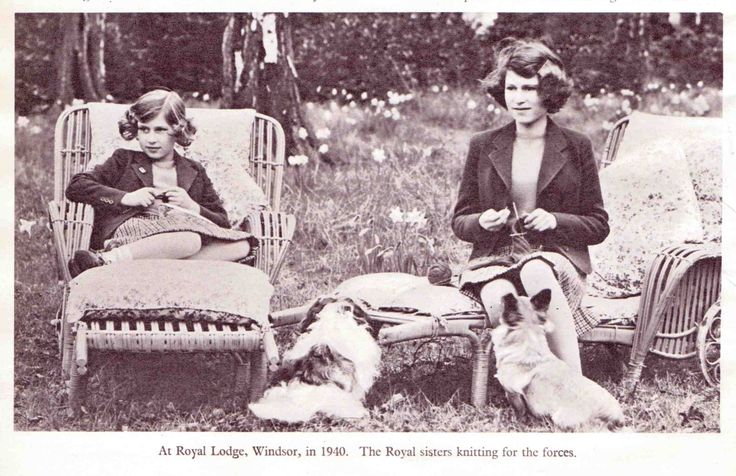 At Royal Lodge, Windsor, in 1940. The Royal sisters knitting for the forces.